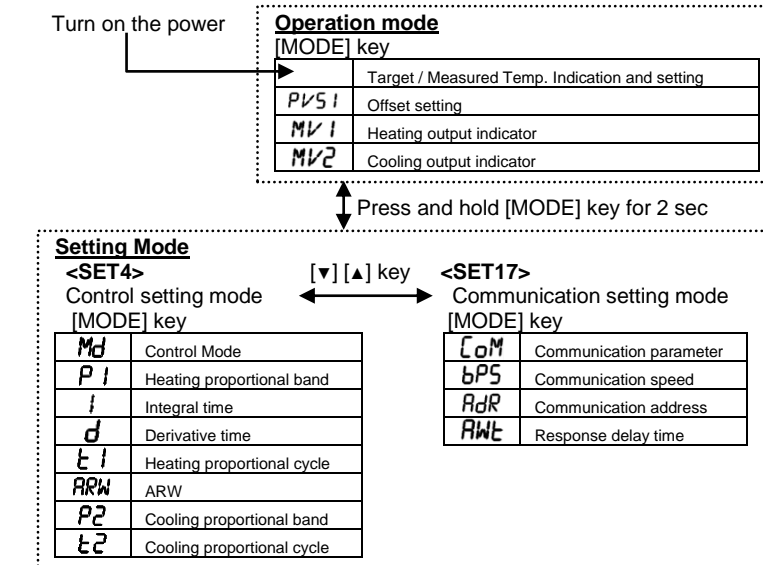 Turn on the power
Operation mode
[MODE] key
Target / Measured Temp. Indication and setting
PVS1 Offset setting
MV1 Heating output indicator
MV2 Cooling output indicator
Press and hold [MODE] key for 2 sec
Setting Mode
<SET4>
Control setting mode
[MODE] key
Md Control Mode
P1 Heating proportional band
I Integral time
d Derivative time
t1 Heating proportional cycle
ARW ARW
P2 Cooling proportional band
t2 Cooling proportional cycle
[▼] [▲] key
<SET17>
Communication setting mode
[MODE] key
CoM Communication parameter
bPS Communication speed
AdR Communication address
AWt Response delay time